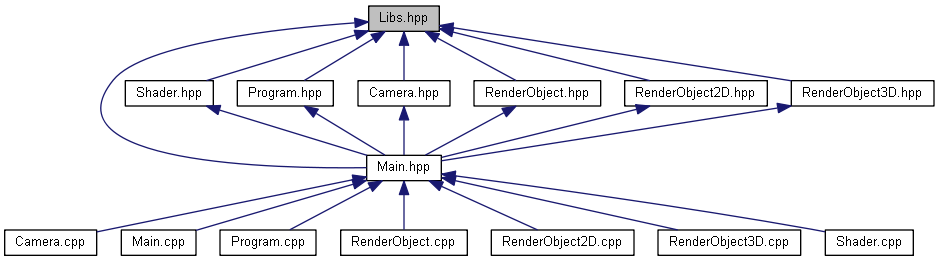 Libs.hpp
Shader.hpp
Program.hpp
Camera.hpp
RenderObject.hpp
RenderObject2D.hpp
RenderObject3D.hpp
Main.hpp
Camera.cpp
Main.cpp
Program.cpp
RenderObject.cpp
RenderObject2D.cpp
RenderObject3D.cpp
Shader.cpp